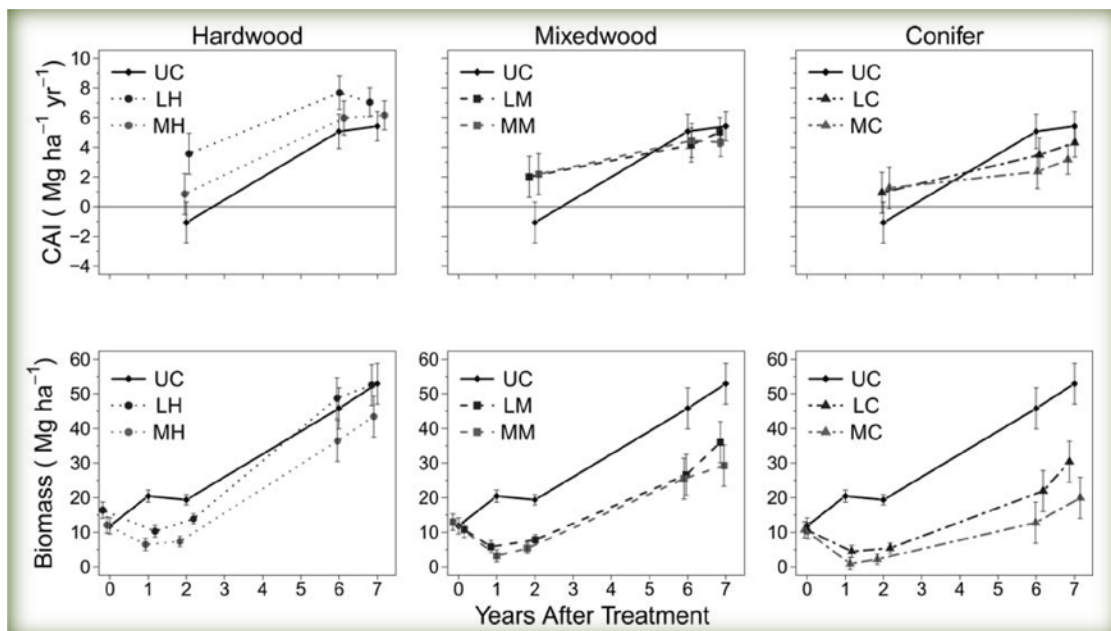 Hardwood
Mixedwood
Conifer
CAI ( Mg ha⁻¹ yr⁻¹ )
10
8
6
4
2
0
−2
−4
UC
LH
MH
UC
LM
MM
UC
LC
MC
Biomass ( Mg ha⁻¹ )
60
50
40
30
20
10
0
UC
LH
MH
UC
LM
MM
UC
LC
MC
0 1 2 3 4 5 6 7
0 1 2 3 4 5 6 7
0 1 2 3 4 5 6 7
Years After Treatment